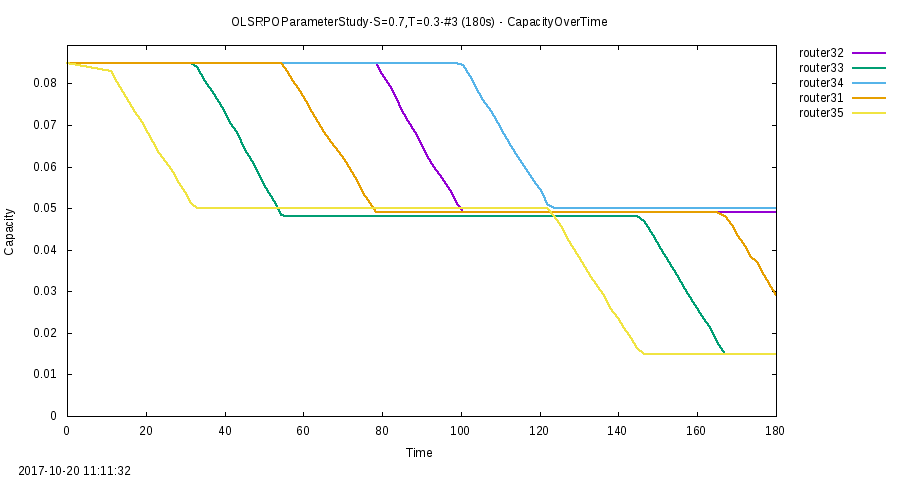 OLSRPOParameterStudy-S=0.7,T=0.3-#3 (180s) - CapacityOverTime
router32
router33
router34
router31
router35
0.08
0.07
0.06
0.05
0.04
0.03
0.02
0.01
0
Capacity
0 20 40 60 80 100 120 140 160 180
Time
2017-10-20 11:11:32